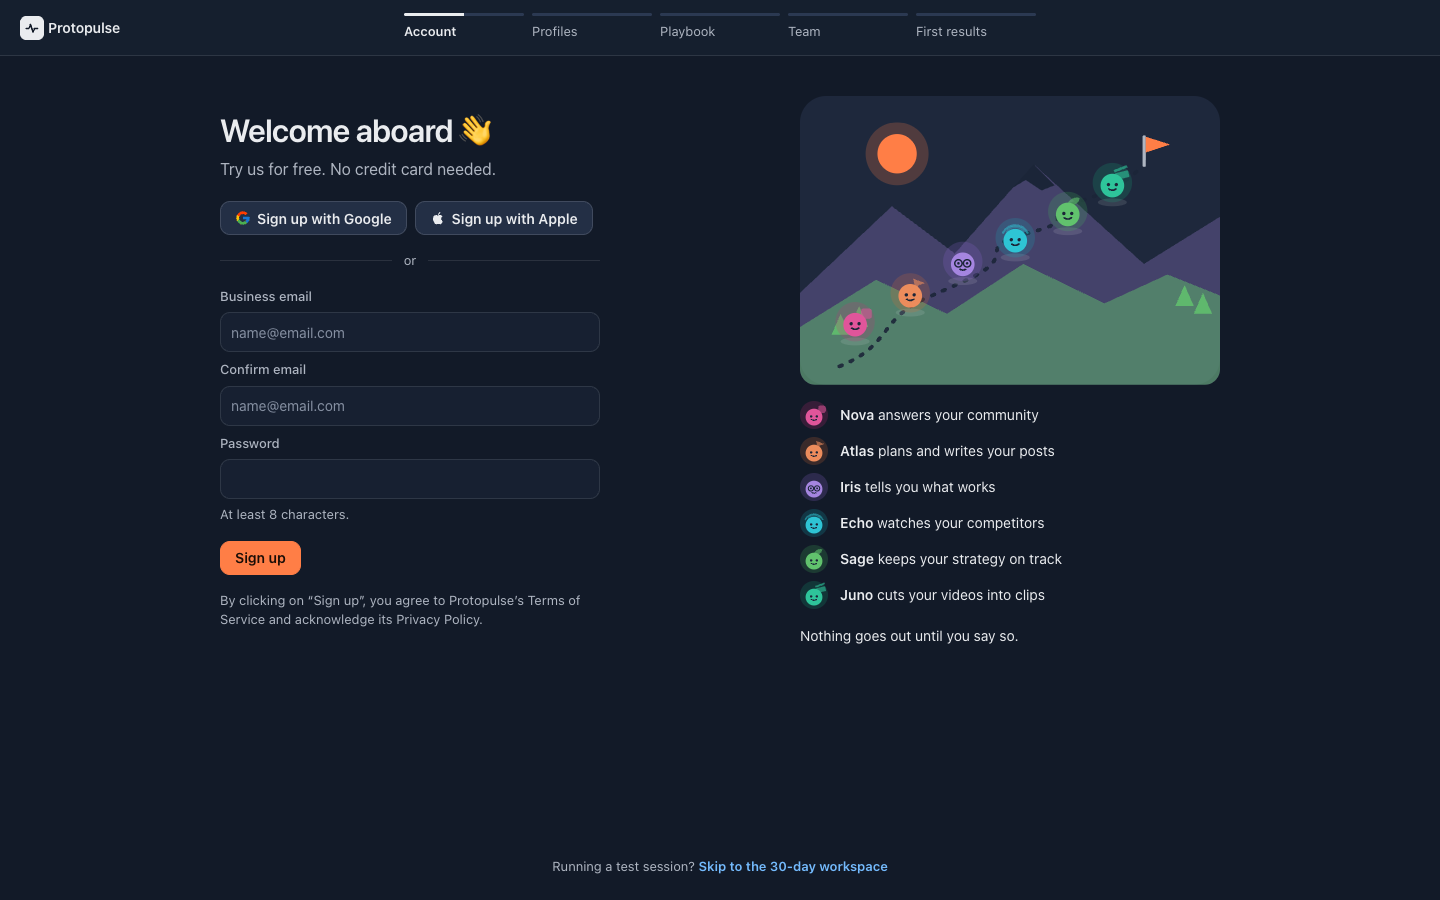 Protopulse
Account
Profiles
Playbook
Team
First results
Welcome aboard 👋
Try us for free. No credit card needed.
Sign up with Google
Sign up with Apple
or
Business email
name@email.com
Confirm email
name@email.com
Password
At least 8 characters.
Sign up
By clicking on “Sign up”, you agree to Protopulse’s Terms of
Service and acknowledge its Privacy Policy.
Nova answers your community
Atlas plans and writes your posts
Iris tells you what works
Echo watches your competitors
Sage keeps your strategy on track
Juno cuts your videos into clips
Nothing goes out until you say so.
Running a test session? Skip to the 30-day workspace